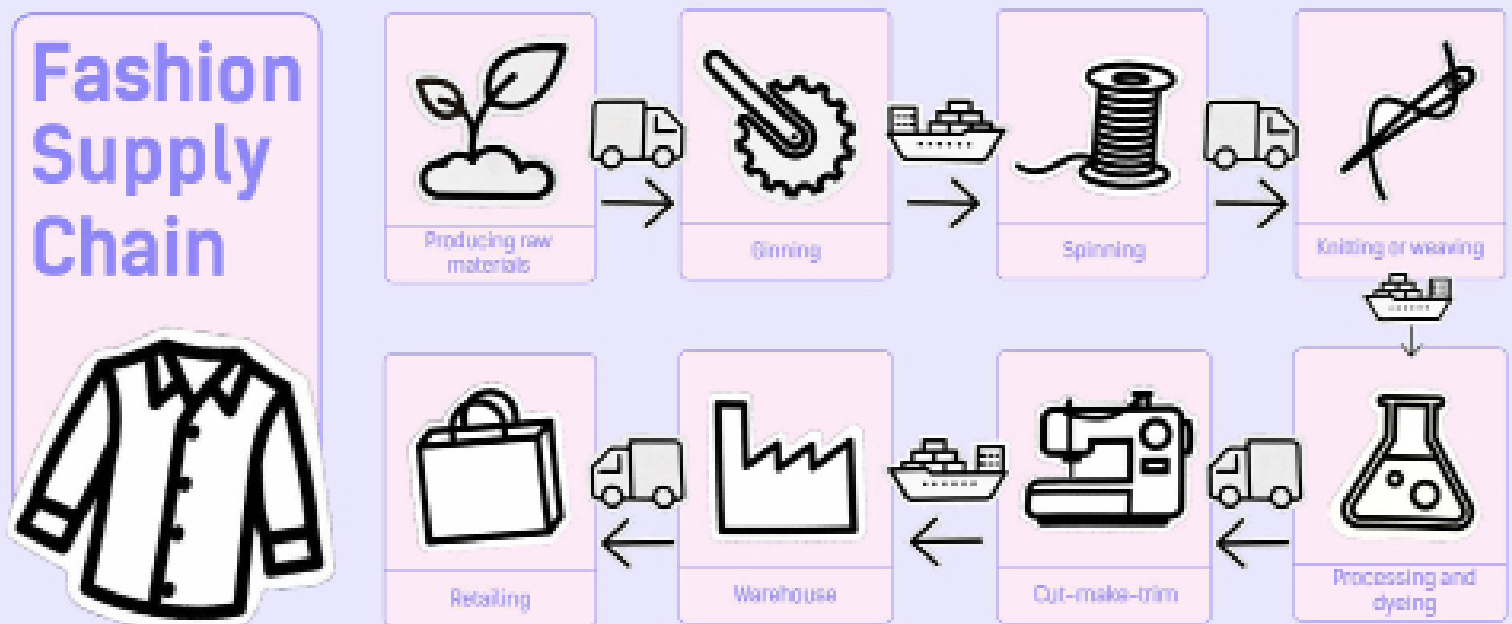 Fashion
Supply
Chain
Producing raw
materials
Ginning
Spinning
Knitting or weaving
Retailing
Warehouse
Cut-make-trim
Processing and
dyeing